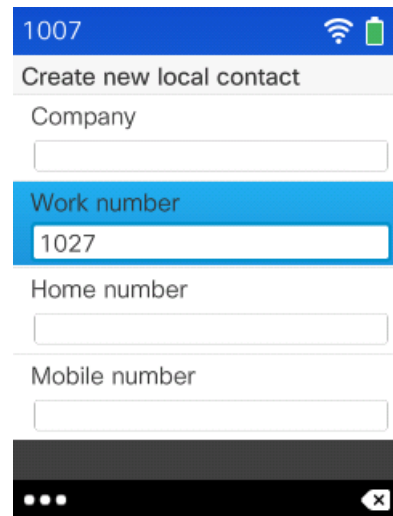 1007
Create new local contact
Company
Work number
1027
Home number
Mobile number